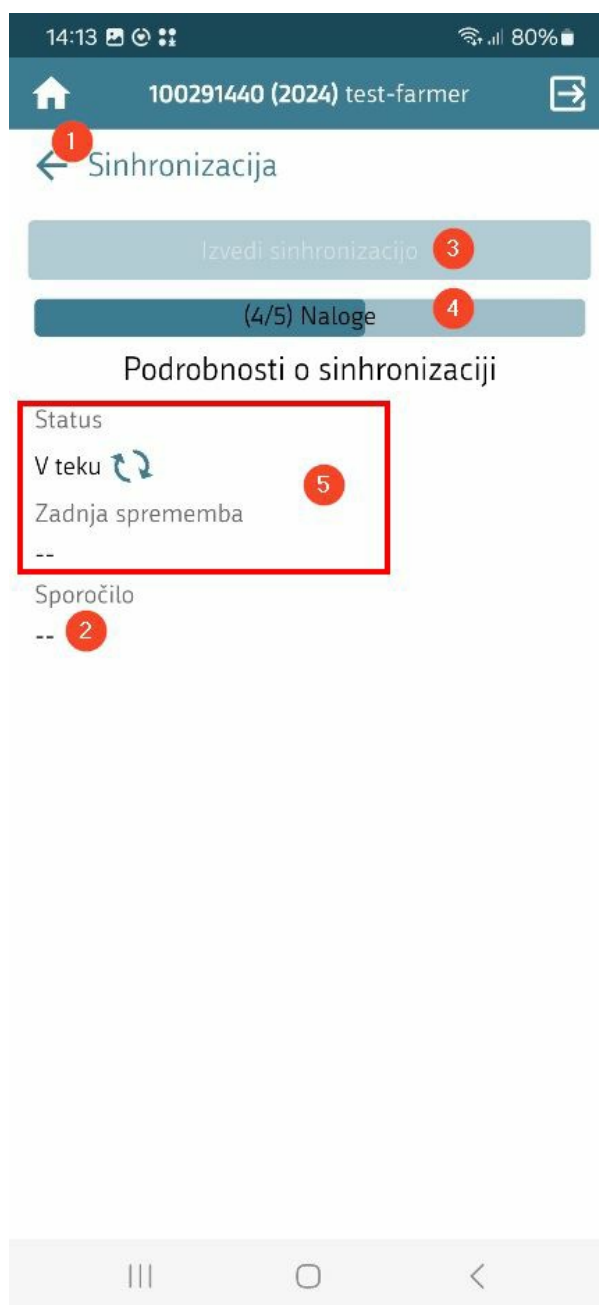 14:13 80%
100291440 (2024) test-farmer
1
Sinhronizacija
Izvedi sinhronizacijo 3
(4/5) Naloge 4
Podrobnosti o sinhronizaciji
Status
V teku
5
Zadnja sprememba
--
Sporočilo
-- 2